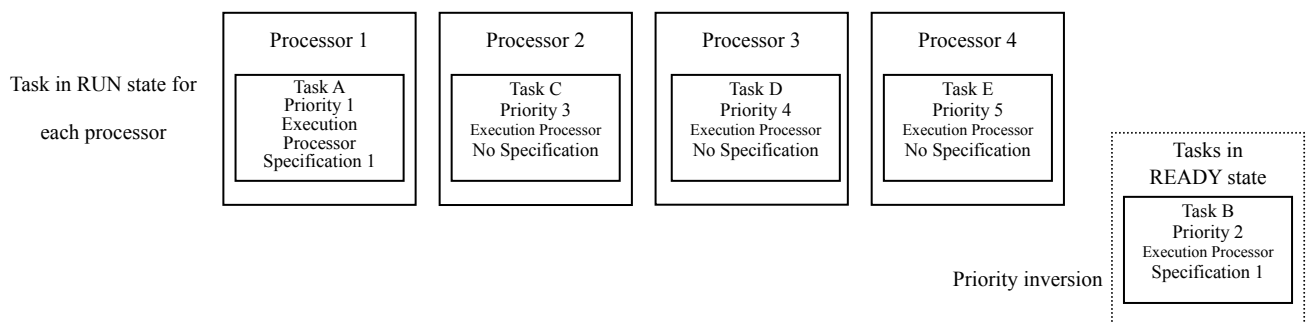 Processor 1
Processor 2
Processor 3
Processor 4
Task in RUN state for
each processor
Task A
Priority 1
Execution
Processor
Specification 1
Task C
Priority 3
Execution Processor
No Specification
Task D
Priority 4
Execution Processor
No Specification
Task E
Priority 5
Execution Processor
No Specification
Tasks in
READY state
Task B
Priority 2
Execution Processor
Specification 1
Priority inversion